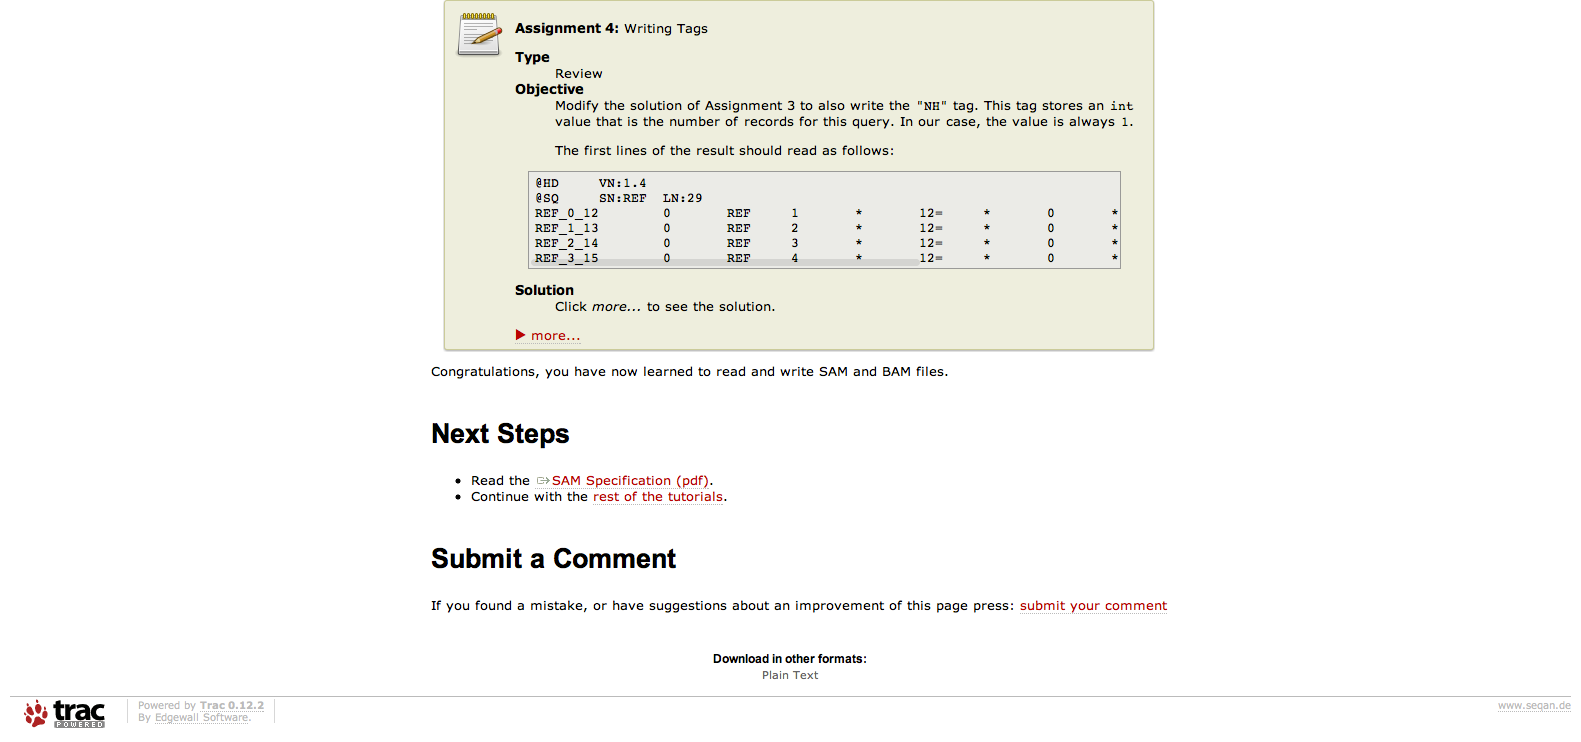 Assignment 4: Writing Tags
Type
Review
Objective
Modify the solution of Assignment 3 to also write the "NH" tag. This tag stores an int
value that is the number of records for this query. In our case, the value is always 1.
The first lines of the result should read as follows:
@HD VN:1.4
@SQ SN:REF LN:29
REF_0_12 0 REF 1 * 12= * 0 *
REF_1_13 0 REF 2 * 12= * 0 *
REF_2_14 0 REF 3 * 12= * 0 *
REF_3_15 0 REF 4 * 12= * 0 *
Solution
Click more... to see the solution.
more...
Congratulations, you have now learned to read and write SAM and BAM files.
Next Steps
• Read the SAM Specification (pdf).
• Continue with the rest of the tutorials.
Submit a Comment
If you found a mistake, or have suggestions about an improvement of this page press: submit your comment
Download in other formats:
Plain Text
trac
POWERED
Powered by Trac 0.12.2
By Edgewall Software.
www.seqan.de